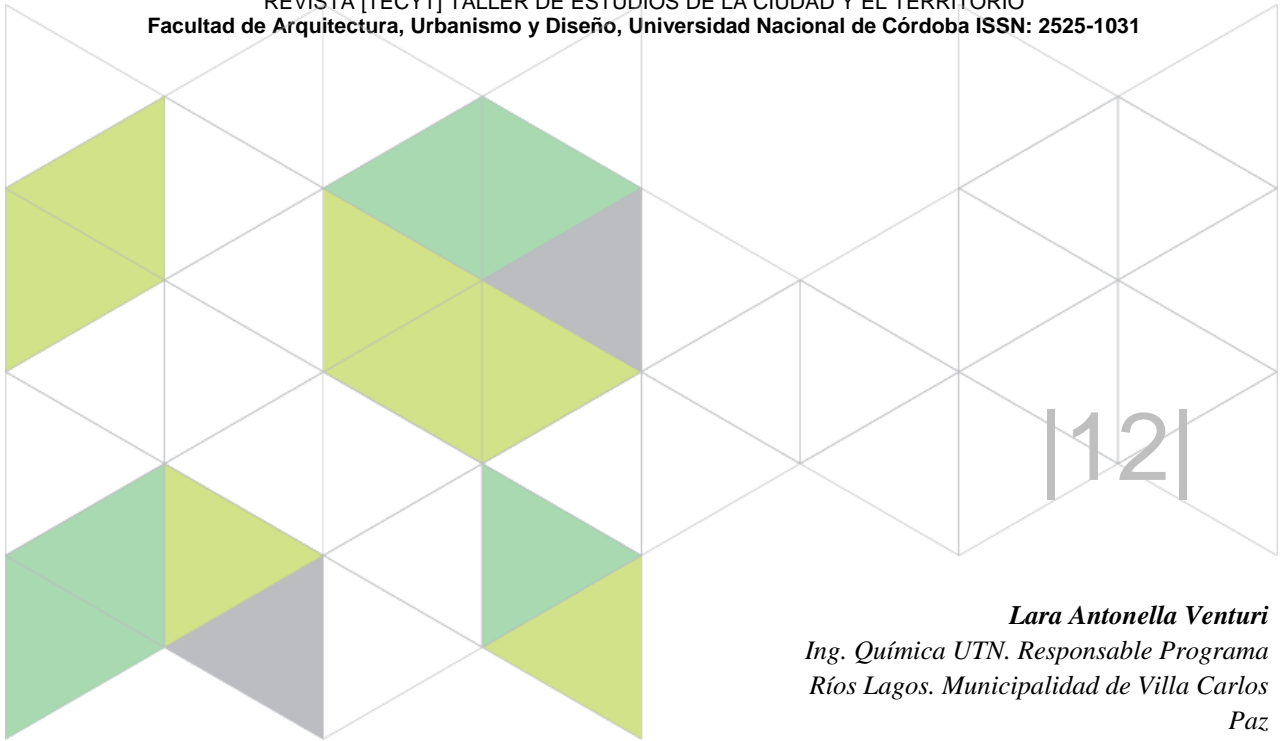 REVISTA [TECYT] TALLER DE ESTUDIOS DE LA CIUDAD Y EL TERRITORIO
Facultad de Arquitectura, Urbanismo y Diseño, Universidad Nacional de Córdoba ISSN: 2525-1031
|12|
Lara Antonella Venturi
Ing. Química UTN. Responsable Programa
Ríos Lagos. Municipalidad de Villa Carlos
Paz